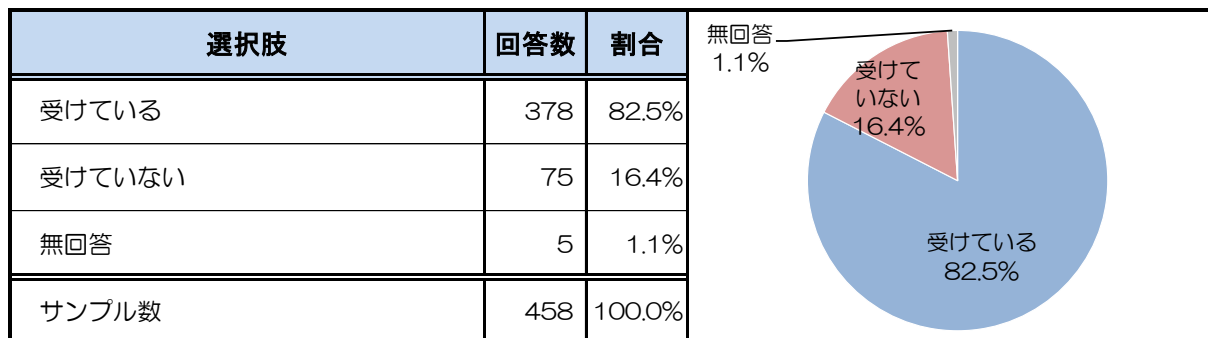 選択肢 回答数 割合
受けている 378 82.5%
受けていない 75 16.4%
無回答 5 1.1%
サンプル数 458 100.0%
無回答
1.1%
受けて
いない
16.4%
受けている
82.5%